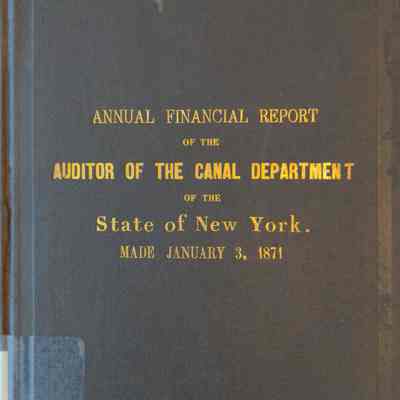 ANNUAL FINANCIAL REPORT
OF THE
AUDITOR OF THE CANAL DEPARTMENT
OF THE
State of New York.
MADE JANUARY 3, 1871